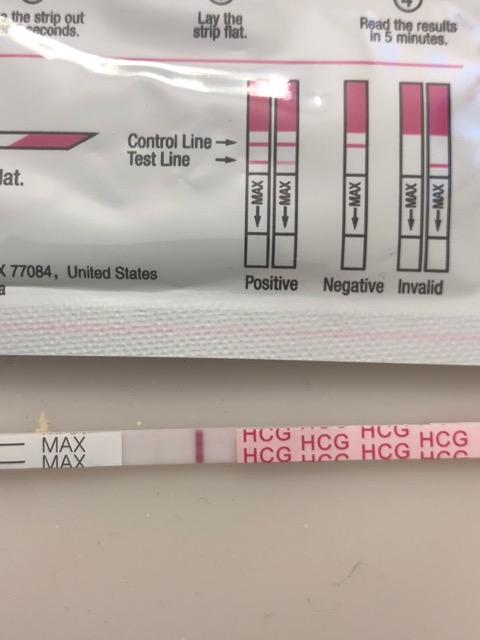 the strip out
seconds.
Lay the
strip flat.
4
Read the results
in 5 minutes.
Control Line
Test Line
MAX
MAX
MAX
MAX
MAX
lat.
X 77084, United States
a
Positive
Negative
Invalid
MAX
MAX
HCG HCG HCG HCG
HCG HCG HCG HCG